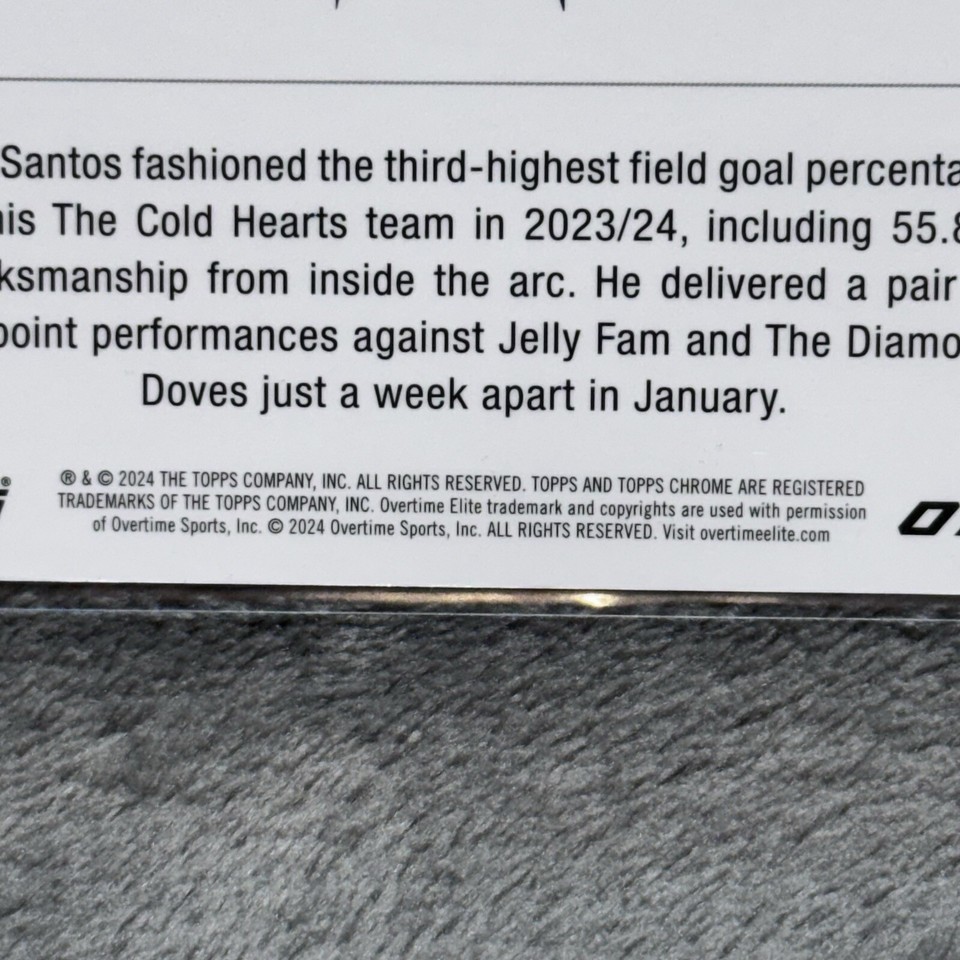 Santos fashioned the third-highest field goal percenta
his The Cold Hearts team in 2023/24, including 55.8
ksmanship from inside the arc. He delivered a pair
point performances against Jelly Fam and The Diamo
Doves just a week apart in January.
® & © 2024 THE TOPPS COMPANY, INC. ALL RIGHTS RESERVED. TOPPS AND TOPPS CHROME ARE REGISTERED
TRADEMARKS OF THE TOPPS COMPANY, INC. Overtime Elite trademark and copyrights are used with permission
of Overtime Sports, Inc. © 2024 Overtime Sports, Inc. ALL RIGHTS RESERVED. Visit overtimeelite.com